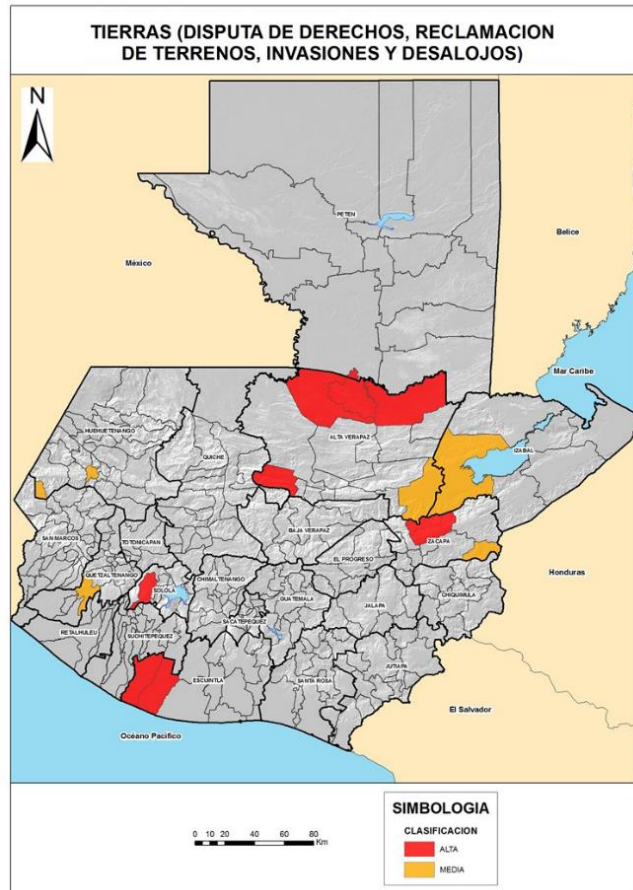 TIERRAS (DISPUTA DE DERECHOS, RECLAMACION
DE TERRENOS, INVASIONES Y DESALOJOS)
N
PETEN
Belice
México
Mar Caribe
HUEHUETENANGO
ALTA VERAPAZ
IZABAL
QUICHE
BAJA VERAPAZ
SAN MARCOS
TOTONICAPAN
ZACAPA
EL PROGRESO
QUETZALTENANGO
CHIMALTENANGO
Honduras
SOLOLA
GUATEMALA
JALAPA
CHIQUIMULA
SACATEPEQUEZ
RETALHULEU
SUCHITEPEQUEZ
JUTIAPA
ESCUINTLA
SANTA ROSA
El Salvador
Océano Pacífico
SIMBOLOGIA
CLASIFICACION
0 10 20 40 60 80
Km
ALTA
MEDIA